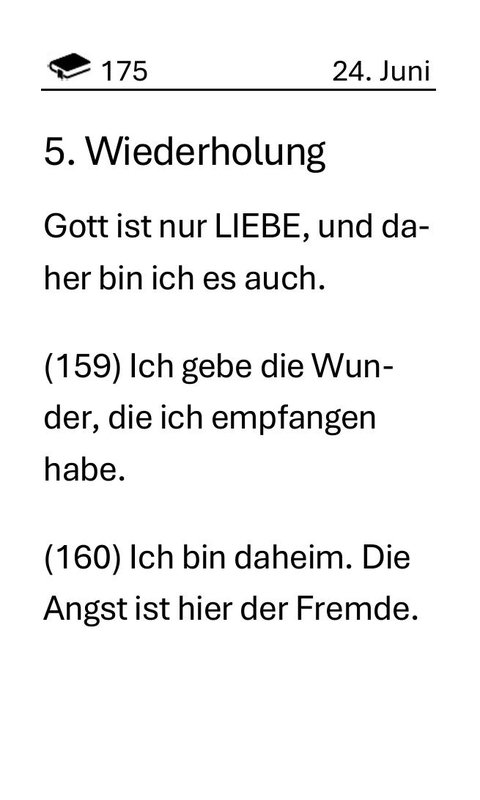 175 24. Juni
5. Wiederholung
Gott ist nur LIEBE, und da-
her bin ich es auch.
(159) Ich gebe die Wun-
der, die ich empfangen
habe.
(160) Ich bin daheim. Die
Angst ist hier der Fremde.